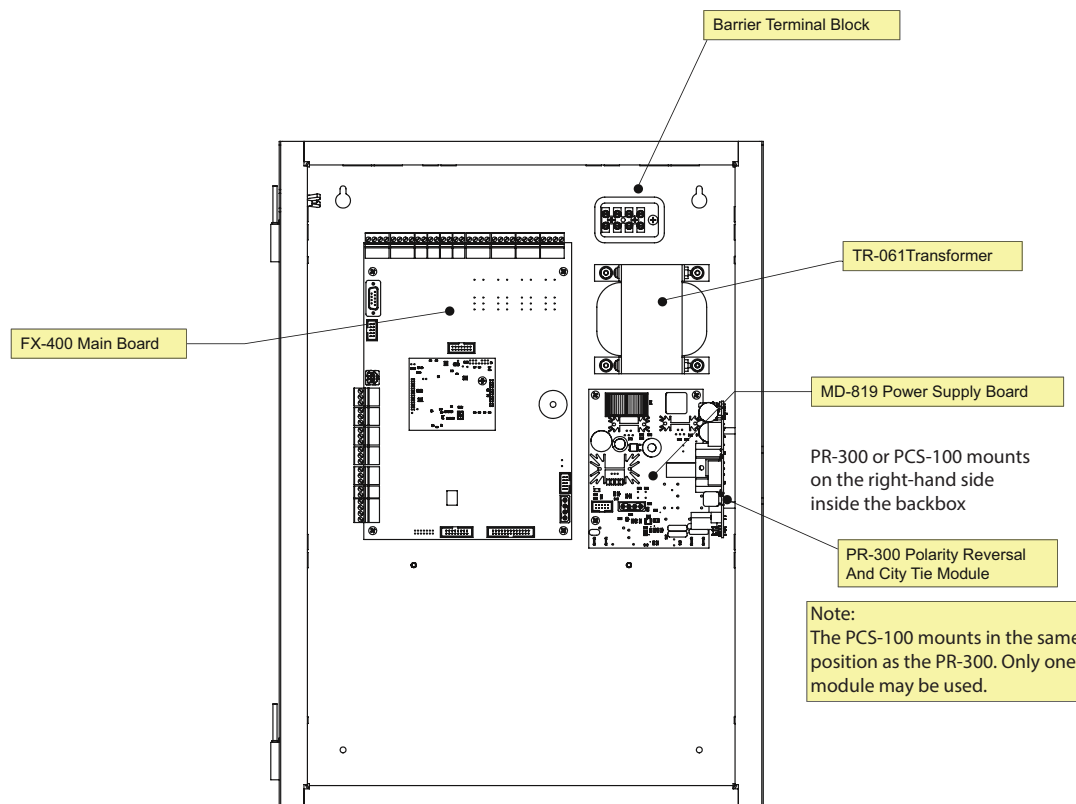 Barrier Terminal Block
TR-061Transformer
FX-400 Main Board
MD-819 Power Supply Board
PR-300 or PCS-100 mounts
on the right-hand side
inside the backbox
PR-300 Polarity Reversal
And City Tie Module
Note:
The PCS-100 mounts in the same
position as the PR-300. Only one
module may be used.